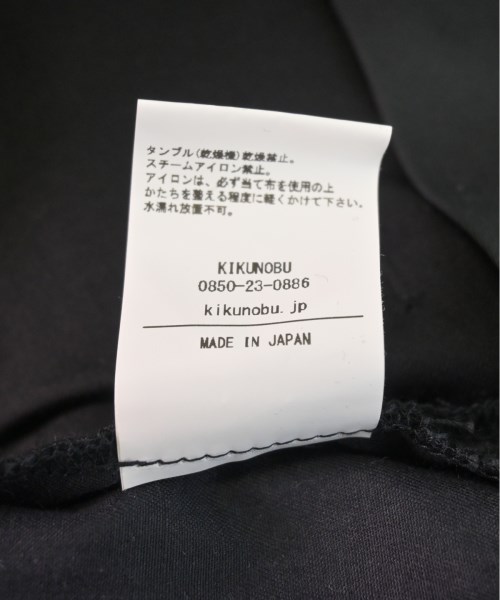 タンブル(乾燥機)乾燥禁止。
スチームアイロン禁止。
アイロンは、必ず当て布を使用の上
かたちを整える程度に軽くかけて下さい。
水濡れ放置不可。
KIKUNOBU
0850-23-0886
kikunobu.jp
MADE IN JAPAN